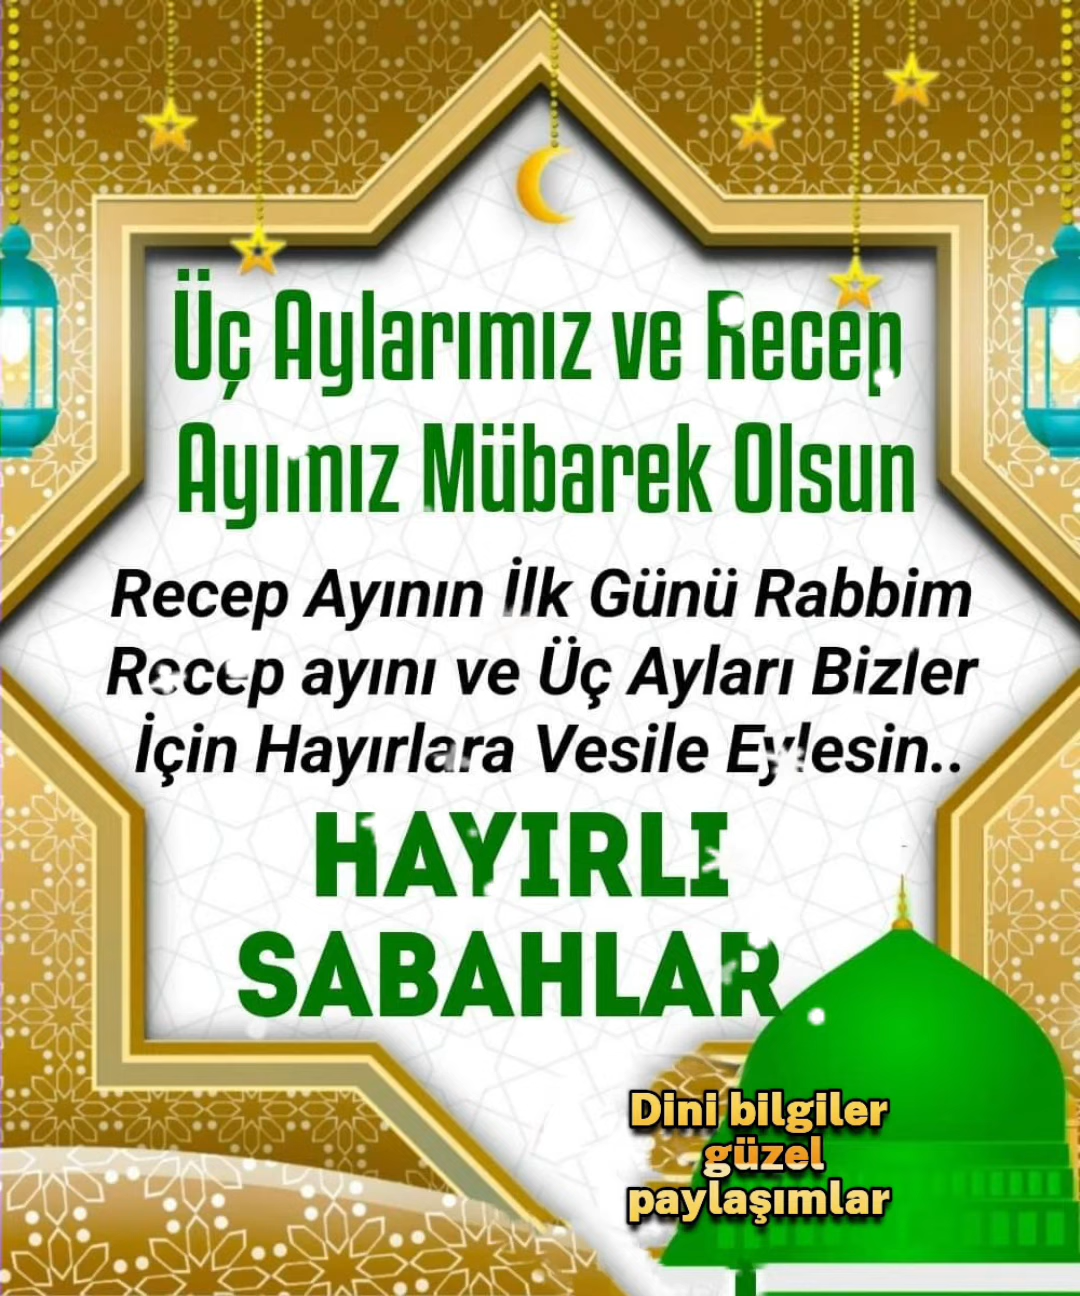 Üç Aylarımız ve Recep
Ayımız Mübarek Olsun
Recep Ayının İlk Günü Rabbim
Recep ayını ve Üç Ayları Bizler
İçin Hayırlara Vesile Eylesin..
HAYIRLI
SABAHLAR
Dini bilgiler
güzel
paylaşımlar